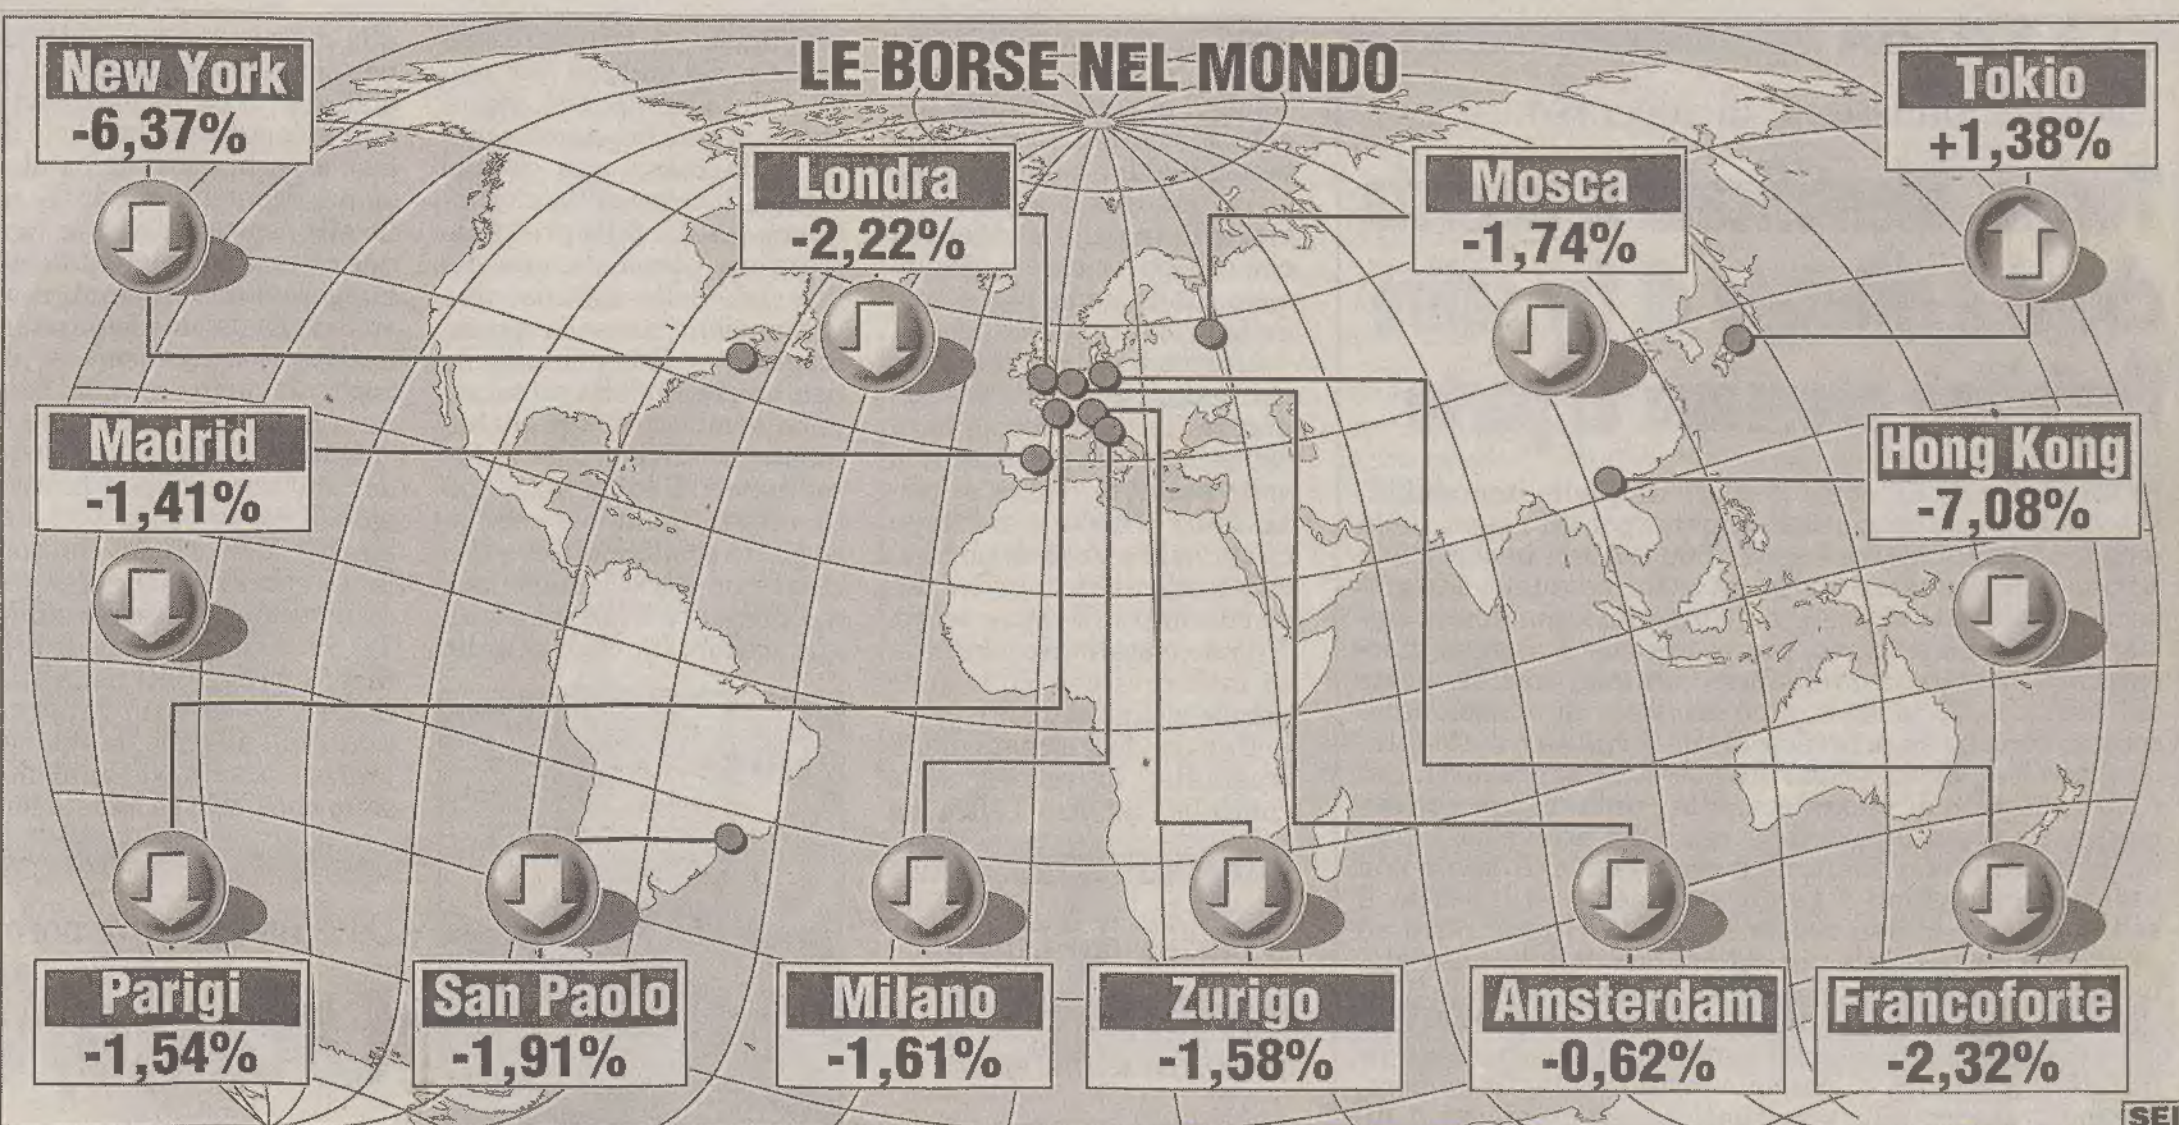 LE BORSE NEL MONDO
New York
-6,37%
Londra
-2,22%
Mosca
-1,74%
Tokio
+1,38%
Madrid
-1,41%
Hong Kong
-7,08%
Parigi
-1,54%
San Paolo
-1,91%
Milano
-1,61%
Zurigo
-1,58%
Amsterdam
-0,62%
Francoforte
-2,32%